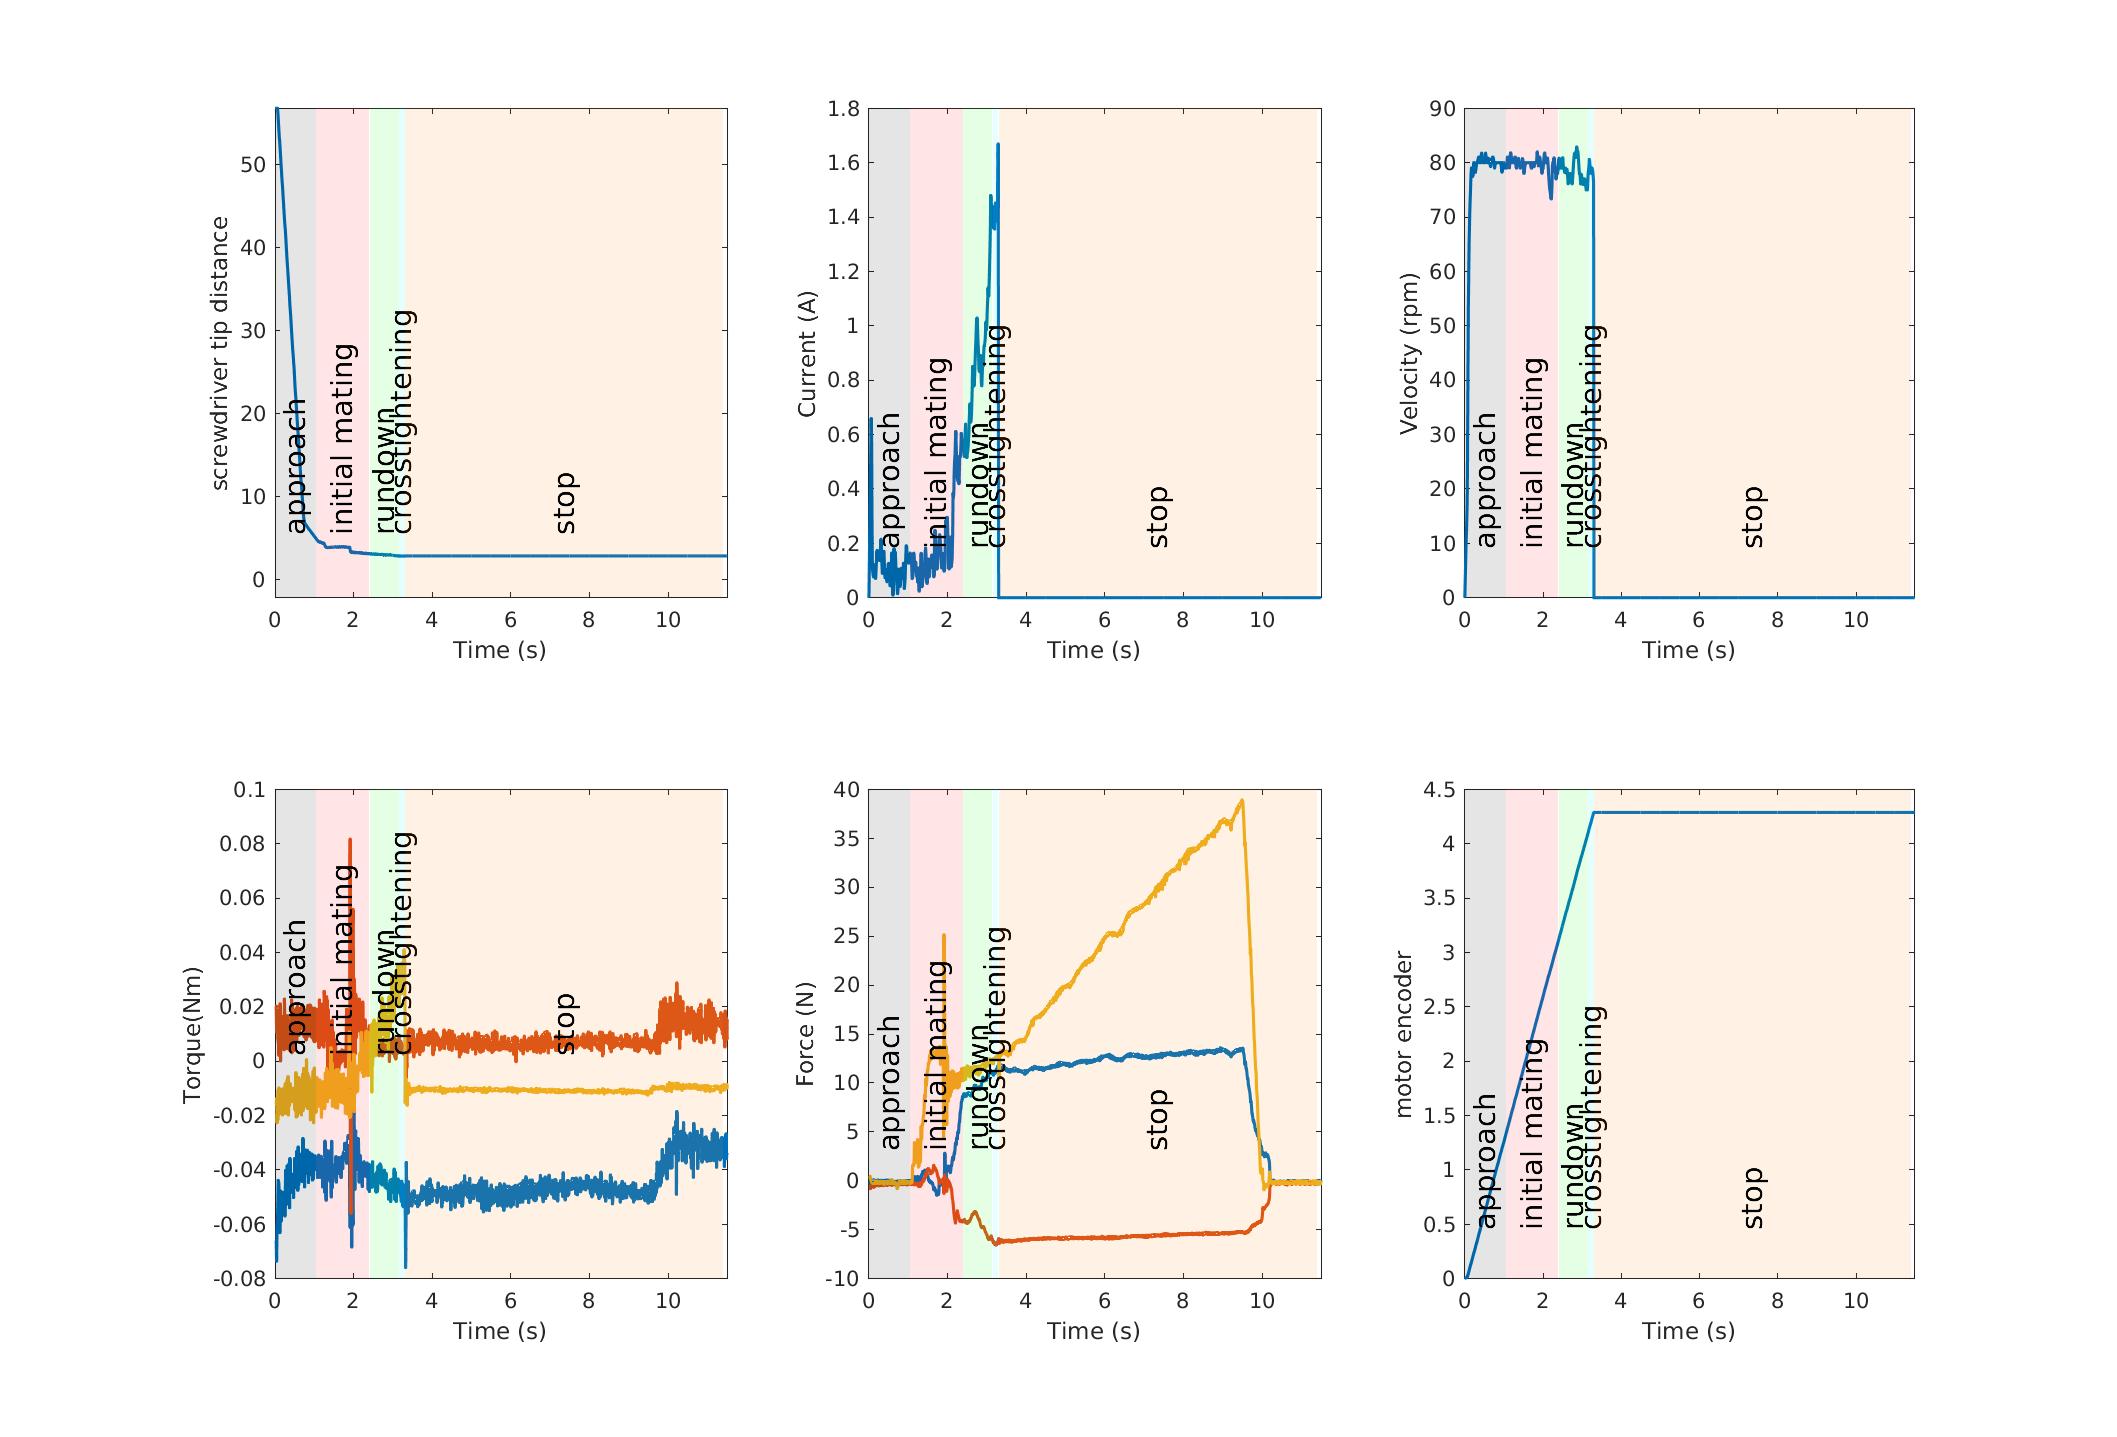 screwdriver tip distance
50
40
30
20
10
0
approach
initial mating
rundown
crosstightening
stop
0 2 4 6 8 10
Time (s)
Current (A)
1.8
1.6
1.4
1.2
1
0.8
0.6
0.4
0.2
0
approach
initial mating
rundown
crosstightening
stop
0 2 4 6 8 10
Time (s)
Velocity (rpm)
90
80
70
60
50
40
30
20
10
0
approach
initial mating
rundown
crosstightening
stop
0 2 4 6 8 10
Time (s)
Torque(Nm)
0.1
0.08
0.06
0.04
0.02
0
-0.02
-0.04
-0.06
-0.08
approach
initial mating
rundown
crosstightening
stop
0 2 4 6 8 10
Time (s)
Force (N)
40
35
30
25
20
15
10
5
0
-5
-10
approach
initial mating
rundown
crosstightening
stop
0 2 4 6 8 10
Time (s)
motor encoder
4.5
4
3.5
3
2.5
2
1.5
1
0.5
0
approach
initial mating
rundown
crosstightening
stop
0 2 4 6 8 10
Time (s)